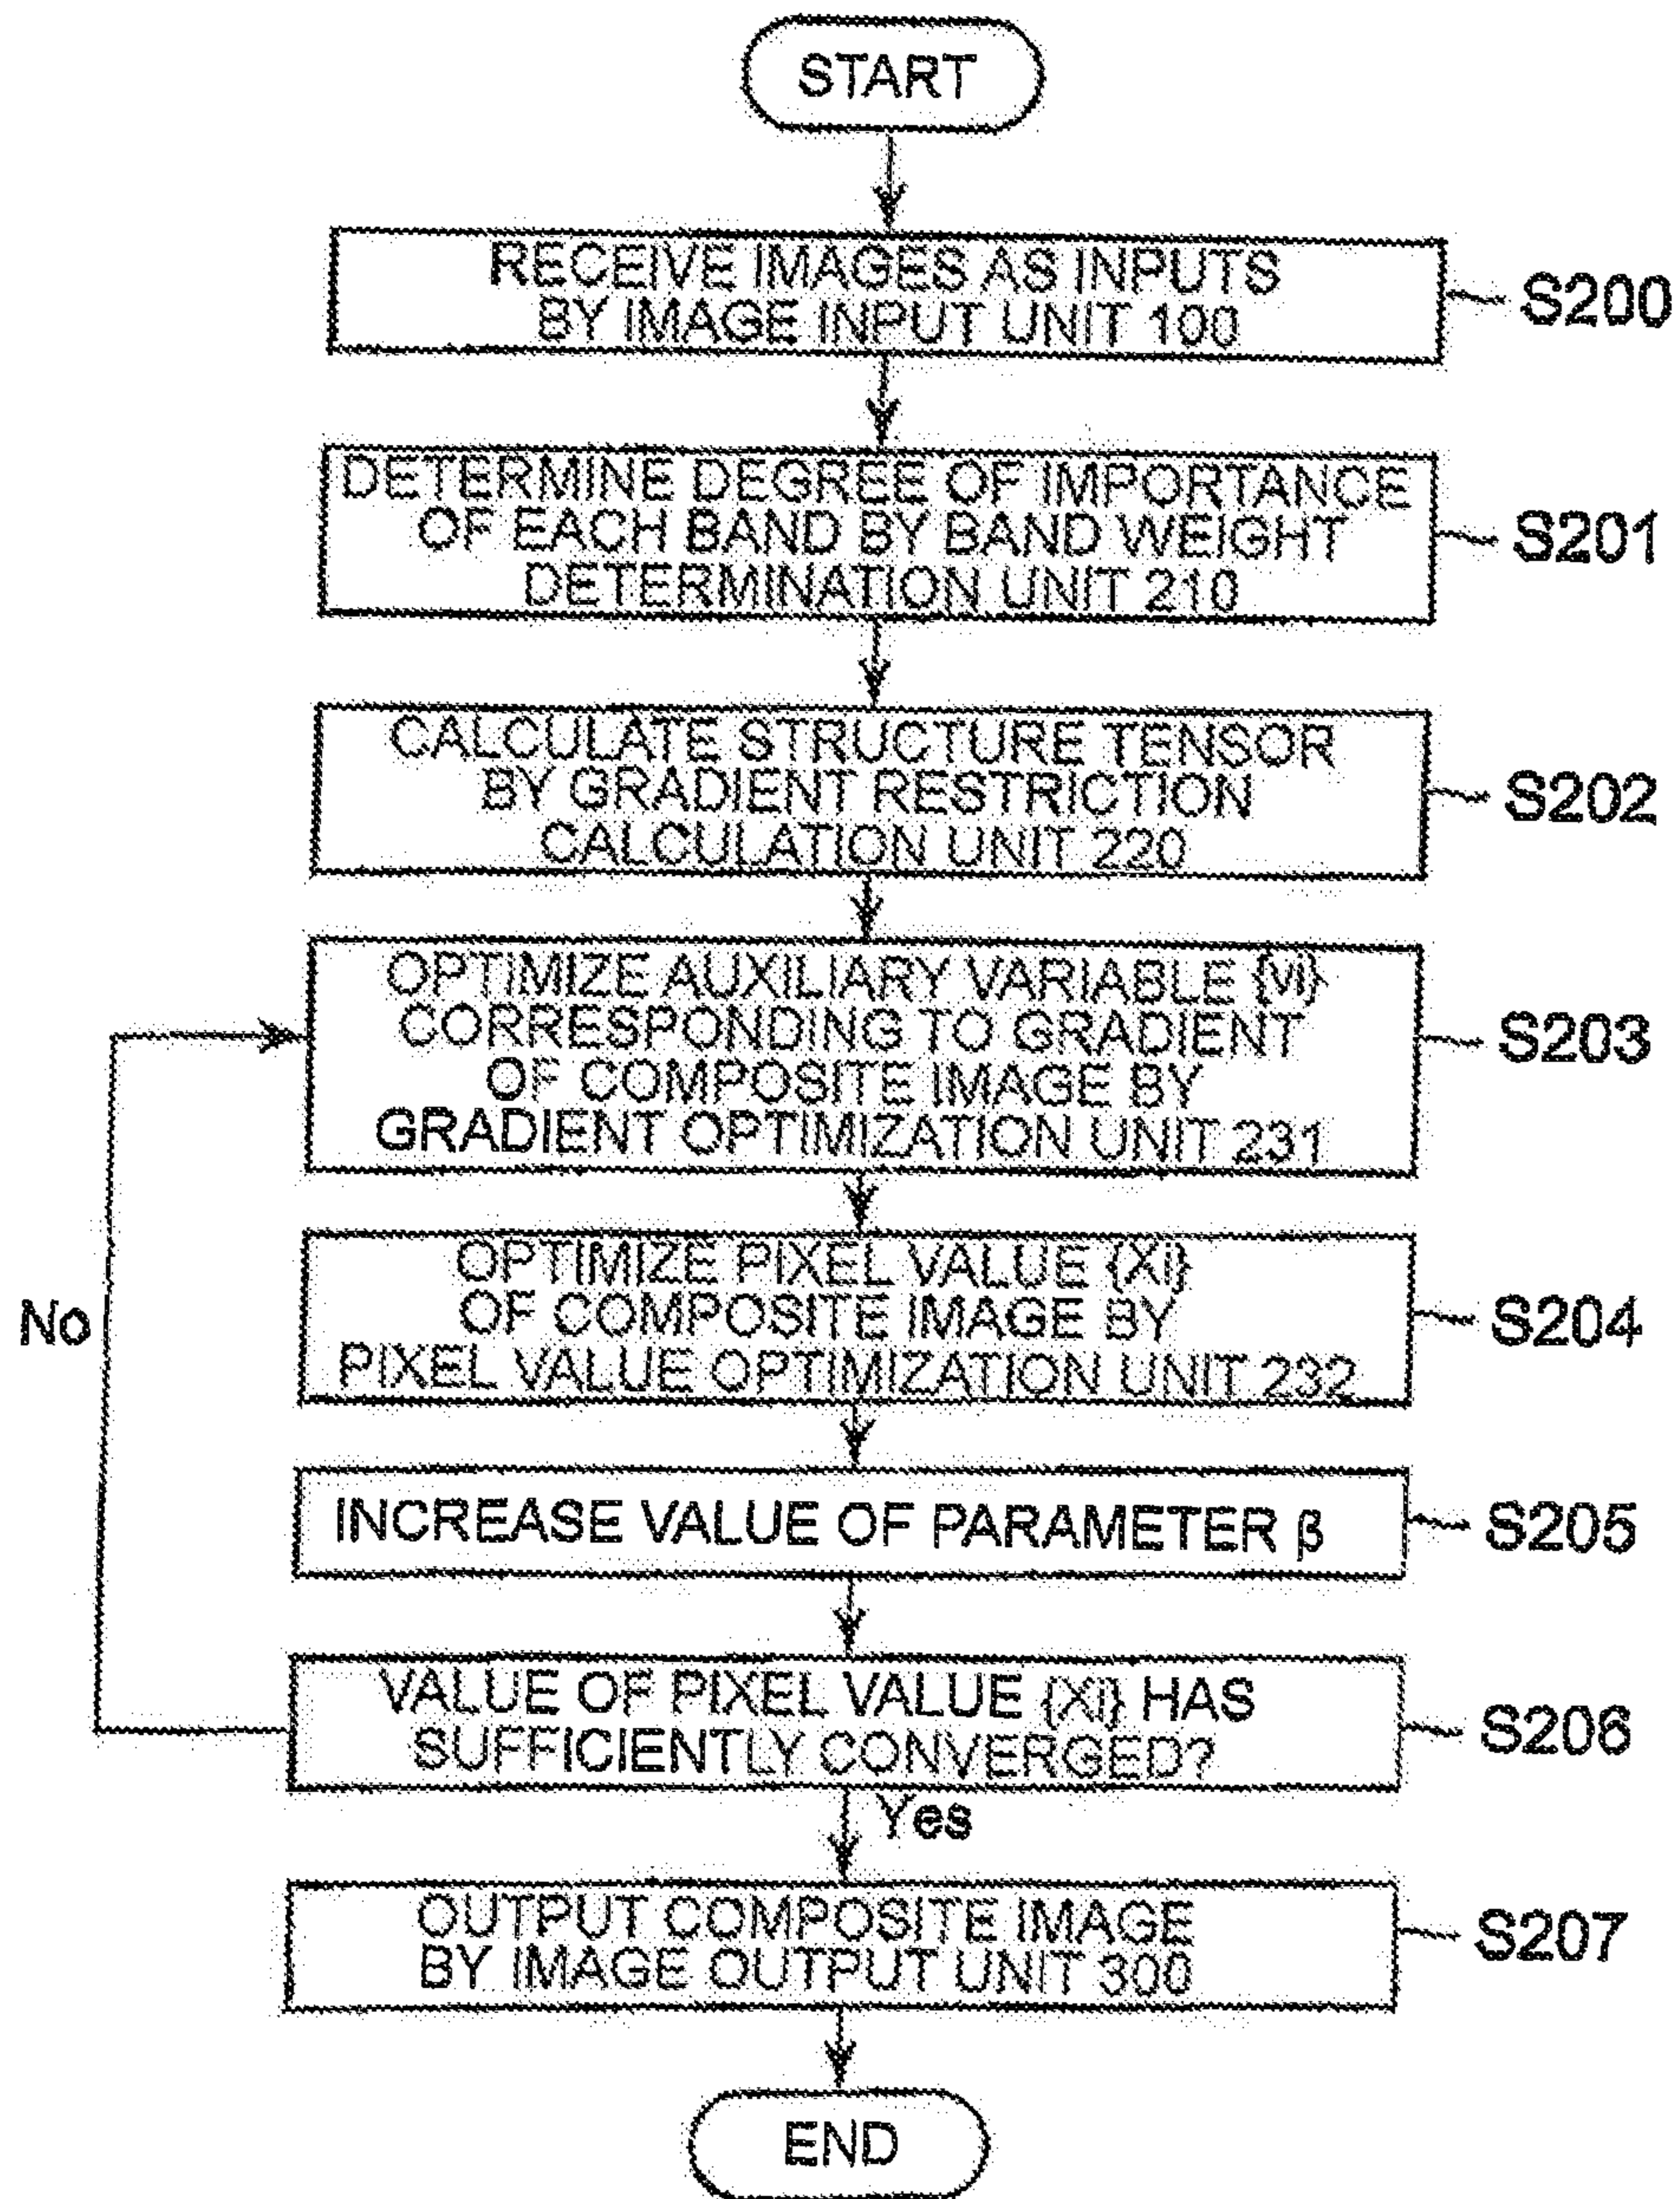 START
RECEIVE IMAGES AS INPUTS
BY IMAGE INPUT UNIT 100
S200
DETERMINE DEGREE OF IMPORTANCE
OF EACH BAND BY BAND WEIGHT
DETERMINATION UNIT 210
S201
CALCULATE STRUCTURE TENSOR
BY GRADIENT RESTRICTION
CALCULATION UNIT 220
S202
OPTIMIZE AUXILIARY VARIABLE {Vi}
CORRESPONDING TO GRADIENT
OF COMPOSITE IMAGE BY
GRADIENT OPTIMIZATION UNIT 231
S203
OPTIMIZE PIXEL VALUE {Xi}
OF COMPOSITE IMAGE BY
PIXEL VALUE OPTIMIZATION UNIT 232
S204
No
INCREASE VALUE OF PARAMETER β
S205
VALUE OF PIXEL VALUE {Xi} HAS
SUFFICIENTLY CONVERGED?
S206
Yes
OUTPUT COMPOSITE IMAGE
BY IMAGE OUTPUT UNIT 300
S207
END